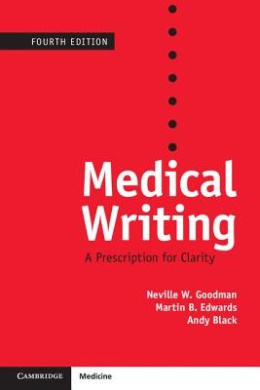 FOURTH EDITION
Medical
Writing
A Prescription for Clarity
Neville W. Goodman
Martin B. Edwards
Andy Black
CAMBRIDGE
Medicine